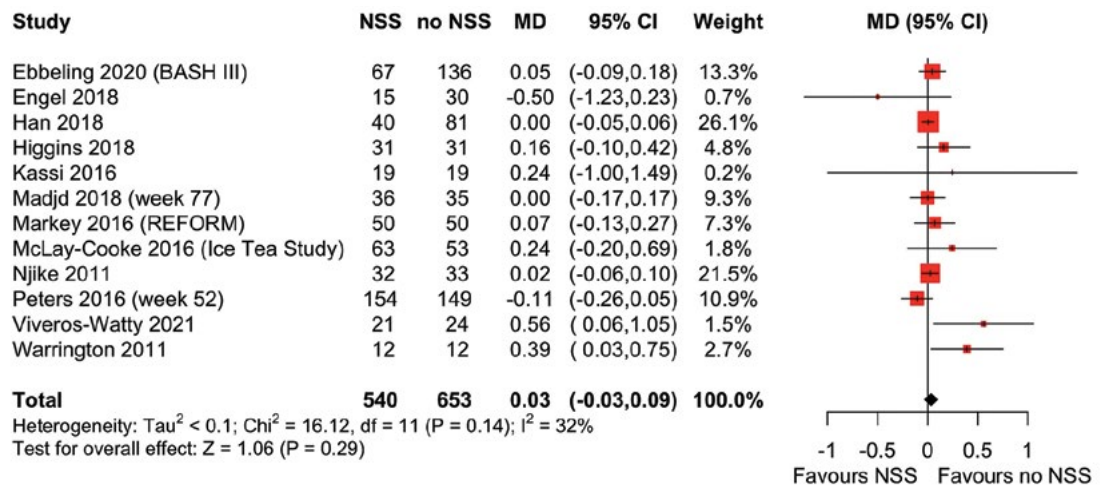 Study NSS no NSS MD 95% CI Weight MD (95% CI)
Ebbeling 2020 (BASH III) 67 136 0.05 (-0.09,0.18) 13.3%
Engel 2018 15 30 -0.50 (-1.23,0.23) 0.7%
Han 2018 40 81 0.00 (-0.05,0.06) 26.1%
Higgins 2018 31 31 0.16 (-0.10,0.42) 4.8%
Kassi 2016 19 19 0.24 (-1.00,1.49) 0.2%
Madjd 2018 (week 77) 36 35 0.00 (-0.17,0.17) 9.3%
Markey 2016 (REFORM) 50 50 0.07 (-0.13,0.27) 7.3%
McLay-Cooke 2016 (Ice Tea Study) 63 53 0.24 (-0.20,0.69) 1.8%
Njike 2011 32 33 0.02 (-0.06,0.10) 21.5%
Peters 2016 (week 52) 154 149 -0.11 (-0.26,0.05) 10.9%
Viveros-Watty 2021 21 24 0.56 ( 0.06,1.05) 1.5%
Warrington 2011 12 12 0.39 ( 0.03,0.75) 2.7%
Total 540 653 0.03 (-0.03,0.09) 100.0%
Heterogeneity: Tau² < 0.1; Chi² = 16.12, df = 11 (P = 0.14); I² = 32%
Test for overall effect: Z = 1.06 (P = 0.29)
-1 -0.5 0 0.5 1
Favours NSS Favours no NSS